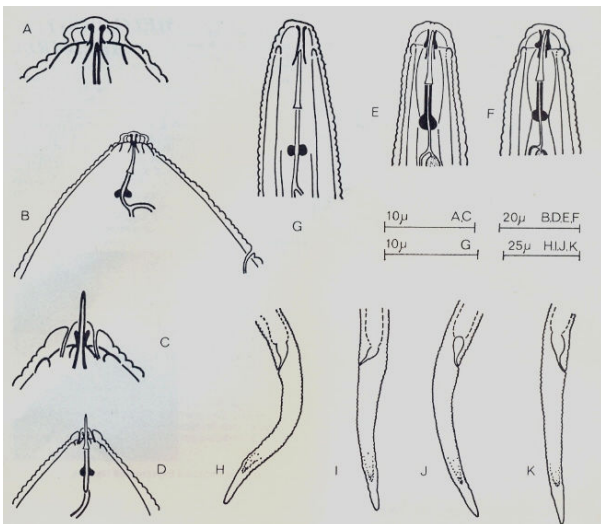 A
B
G
E
F
10μ A,C
20μ B,D,E,F
10μ G
25μ H,I,J,K
C
D
H
I
J
K